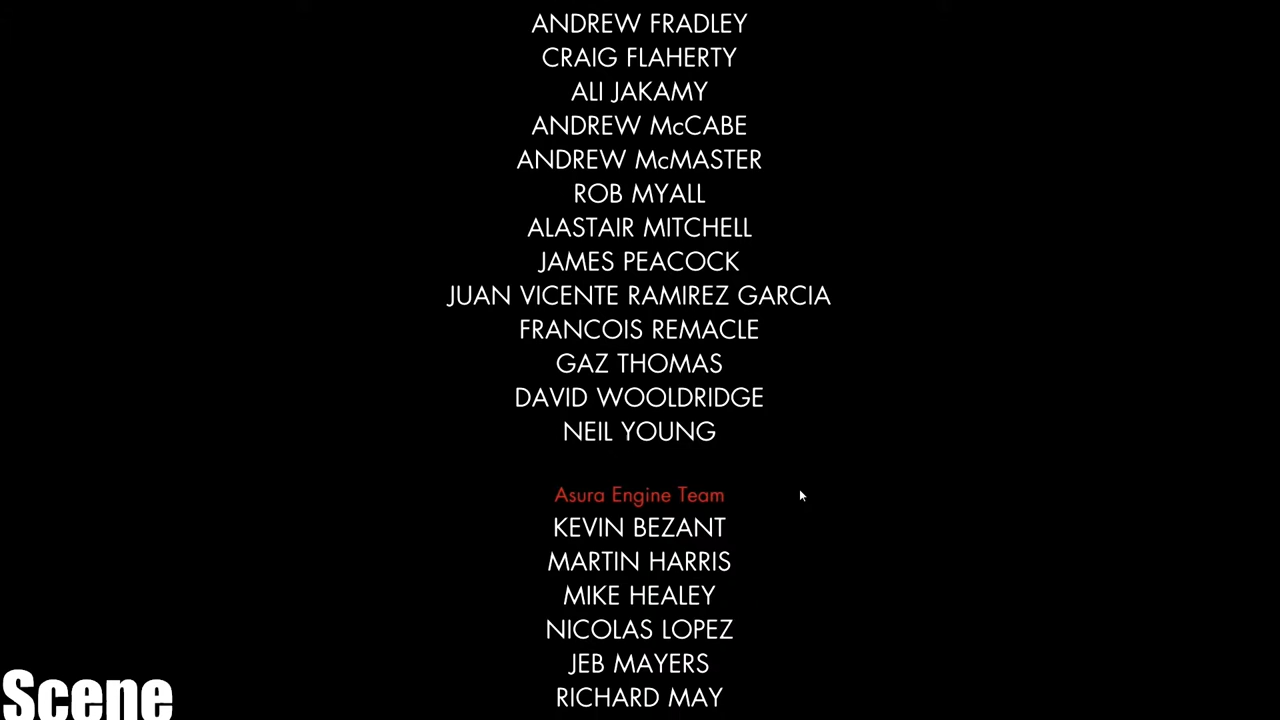 ANDREW FRADLEY
CRAIG FLAHERTY
ALI JAKAMY
ANDREW McCABE
ANDREW McMASTER
ROB MYALL
ALASTAIR MITCHELL
JAMES PEACOCK
JUAN VICENTE RAMIREZ GARCIA
FRANCOIS REMACLE
GAZ THOMAS
DAVID WOOLDRIDGE
NEIL YOUNG
Asura Engine Team
KEVIN BEZANT
MARTIN HARRIS
MIKE HEALEY
NICOLAS LOPEZ
JEB MAYERS
RICHARD MAY
Scene